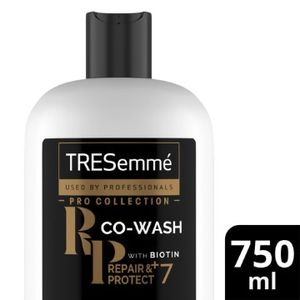 TRESemmé
USED BY PROFESSIONALS
PRO COLLECTION
RP
CO-WASH
WITH BIOTIN
REPAIR &
PROTECT +7
750
ml